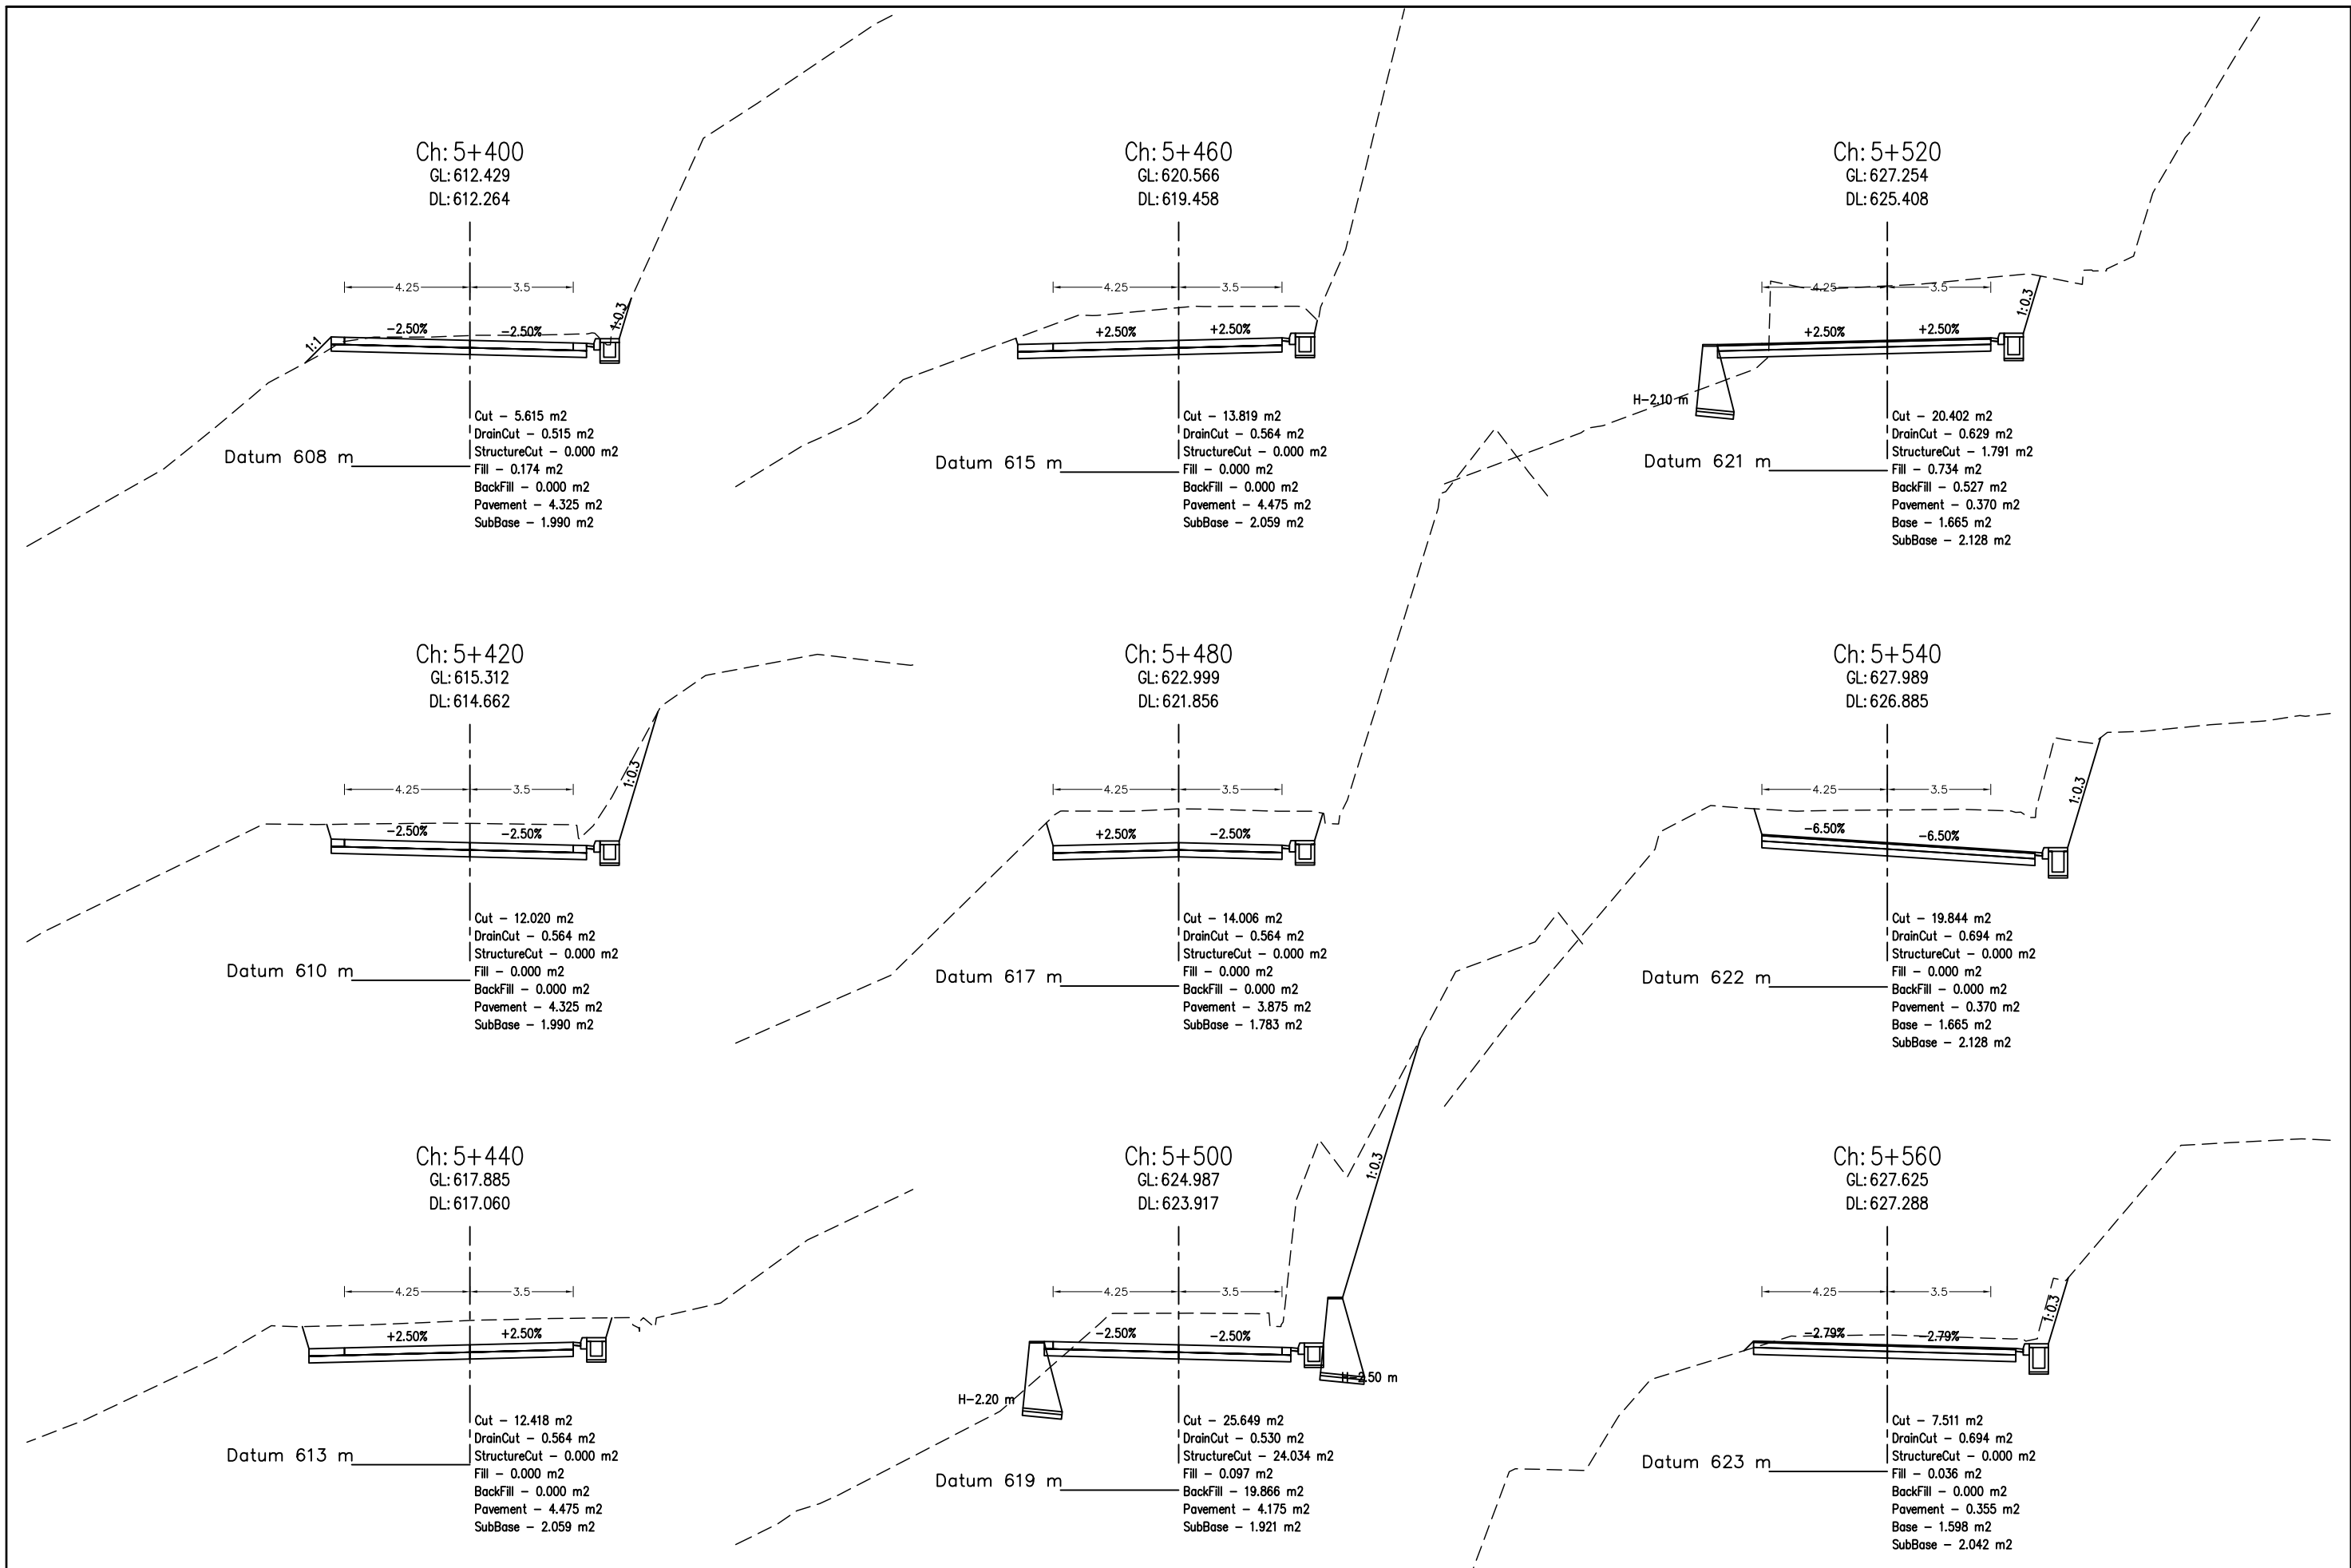 Ch: 5+400
GL: 612.429
DL: 612.264
4.25
3.5
1:1
-2.50%
-2.50%
1:0.3
Datum 608 m
Cut - 5.615 m2
DrainCut - 0.515 m2
StructureCut - 0.000 m2
Fill - 0.174 m2
BackFill - 0.000 m2
Pavement - 4.325 m2
SubBase - 1.990 m2
Ch: 5+460
GL: 620.566
DL: 619.458
4.25
3.5
+2.50%
+2.50%
Datum 615 m
Cut - 13.819 m2
DrainCut - 0.564 m2
StructureCut - 0.000 m2
Fill - 0.000 m2
BackFill - 0.000 m2
Pavement - 4.475 m2
SubBase - 2.059 m2
Ch: 5+520
GL: 627.254
DL: 625.408
4.25
3.5
+2.50%
+2.50%
1:0.3
H-2.10 m
Datum 621 m
Cut - 20.402 m2
DrainCut - 0.629 m2
StructureCut - 1.791 m2
Fill - 0.734 m2
BackFill - 0.527 m2
Pavement - 0.370 m2
Base - 1.665 m2
SubBase - 2.128 m2
Ch: 5+420
GL: 615.312
DL: 614.662
4.25
3.5
-2.50%
-2.50%
1:0.3
Datum 610 m
Cut - 12.020 m2
DrainCut - 0.564 m2
StructureCut - 0.000 m2
Fill - 0.000 m2
BackFill - 0.000 m2
Pavement - 4.325 m2
SubBase - 1.990 m2
Ch: 5+480
GL: 622.999
DL: 621.856
4.25
3.5
+2.50%
-2.50%
Datum 617 m
Cut - 14.006 m2
DrainCut - 0.564 m2
StructureCut - 0.000 m2
Fill - 0.000 m2
BackFill - 0.000 m2
Pavement - 3.875 m2
SubBase - 1.783 m2
Ch: 5+540
GL: 627.989
DL: 626.885
4.25
3.5
-6.50%
-6.50%
1:0.3
Datum 622 m
Cut - 19.844 m2
DrainCut - 0.694 m2
StructureCut - 0.000 m2
Fill - 0.000 m2
BackFill - 0.000 m2
Pavement - 0.370 m2
Base - 1.665 m2
SubBase - 2.128 m2
Ch: 5+440
GL: 617.885
DL: 617.060
4.25
3.5
+2.50%
+2.50%
Datum 613 m
Cut - 12.418 m2
DrainCut - 0.564 m2
StructureCut - 0.000 m2
Fill - 0.000 m2
BackFill - 0.000 m2
Pavement - 4.475 m2
SubBase - 2.059 m2
Ch: 5+500
GL: 624.987
DL: 623.917
1:0.3
4.25
3.5
-2.50%
-2.50%
H-2.50 m
H-2.20 m
Datum 619 m
Cut - 25.649 m2
DrainCut - 0.530 m2
StructureCut - 24.034 m2
Fill - 0.097 m2
BackFill - 19.866 m2
Pavement - 4.175 m2
SubBase - 1.921 m2
Ch: 5+560
GL: 627.625
DL: 627.288
4.25
3.5
-2.79%
-2.79%
1:0.3
Datum 623 m
Cut - 7.511 m2
DrainCut - 0.694 m2
StructureCut - 0.000 m2
Fill - 0.036 m2
BackFill - 0.000 m2
Pavement - 0.355 m2
Base - 1.598 m2
SubBase - 2.042 m2